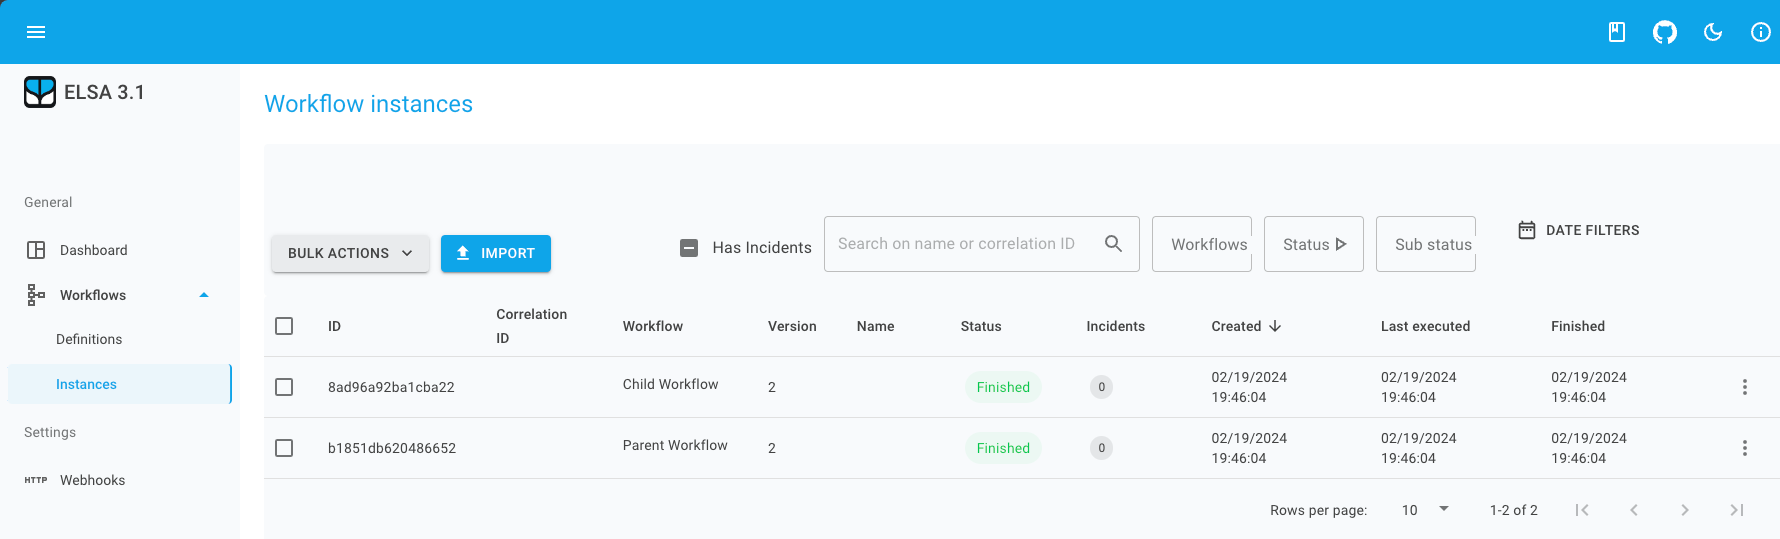 ELSA 3.1
Workflow instances
General
Dashboard
Workflows
Definitions
Instances
Settings
HTTP Webhooks
BULK ACTIONS
IMPORT
Has Incidents
Search on name or correlation ID
Workflows
Status
Sub status
DATE FILTERS
ID Correlation ID Workflow Version Name Status Incidents Created Last executed Finished
8ad96a92ba1cba22 Child Workflow 2 Finished 0 02/19/2024 19:46:04 02/19/2024 19:46:04 02/19/2024 19:46:04
b1851db620486652 Parent Workflow 2 Finished 0 02/19/2024 19:46:04 02/19/2024 19:46:04 02/19/2024 19:46:04
Rows per page: 10 1-2 of 2